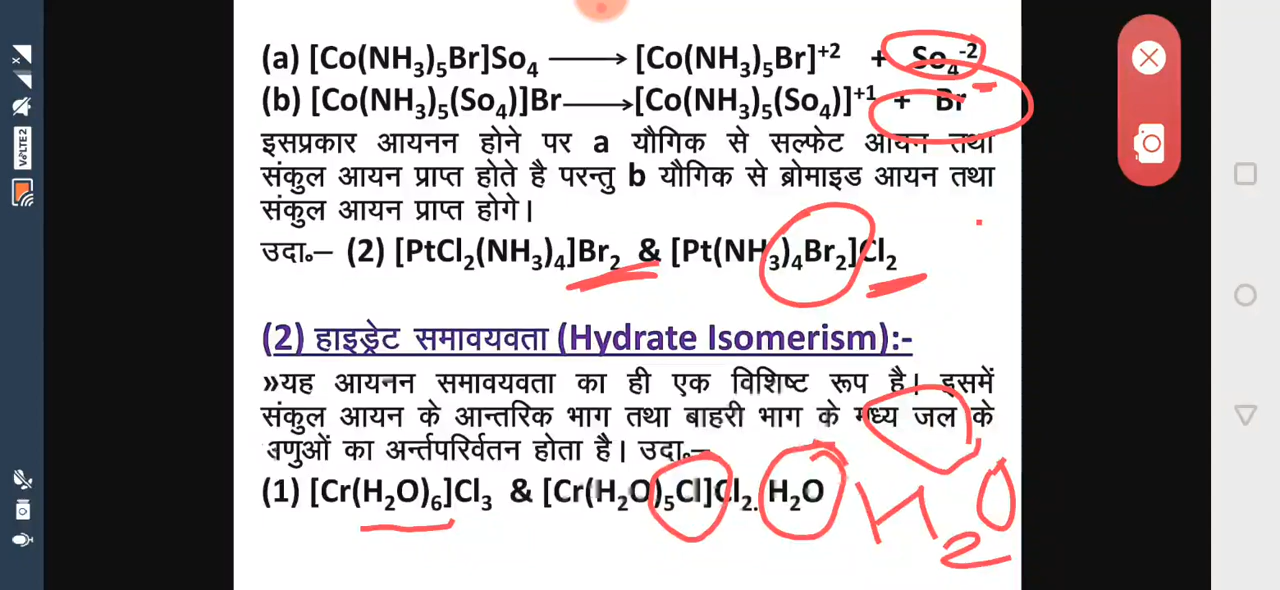 (a) [Co(NH₃)₅Br]So₄ ⟶ [Co(NH₃)₅Br]⁺² + So₄⁻²
(b) [Co(NH₃)₅(So₄)]Br ⟶ [Co(NH₃)₅(So₄)]⁺¹ + Br⁻
इसप्रकार आयनन होने पर a यौगिक से सल्फेट आयन तथा
संकुल आयन प्राप्त होते है परन्तु b यौगिक से ब्रोमाइड आयन तथा
संकुल आयन प्राप्त होगे।
उदा०– (2) [PtCl₂(NH₃)₄]Br₂ & [Pt(NH₃)₄Br₂]Cl₂
(2) हाइड्रेट समावयवता (Hydrate Isomerism):-
»यह आयनन समावयवता का ही एक विशिष्ट रूप है। इसमें
संकुल आयन के आन्तरिक भाग तथा बाहरी भाग के मध्य जल के
अणुओं का अर्न्तपरिर्वतन होता है। उदा.–
(1) [Cr(H₂O)₆]Cl₃ & [Cr(H₂O)₅Cl]Cl₂.H₂O
H₂O
VoLTE2